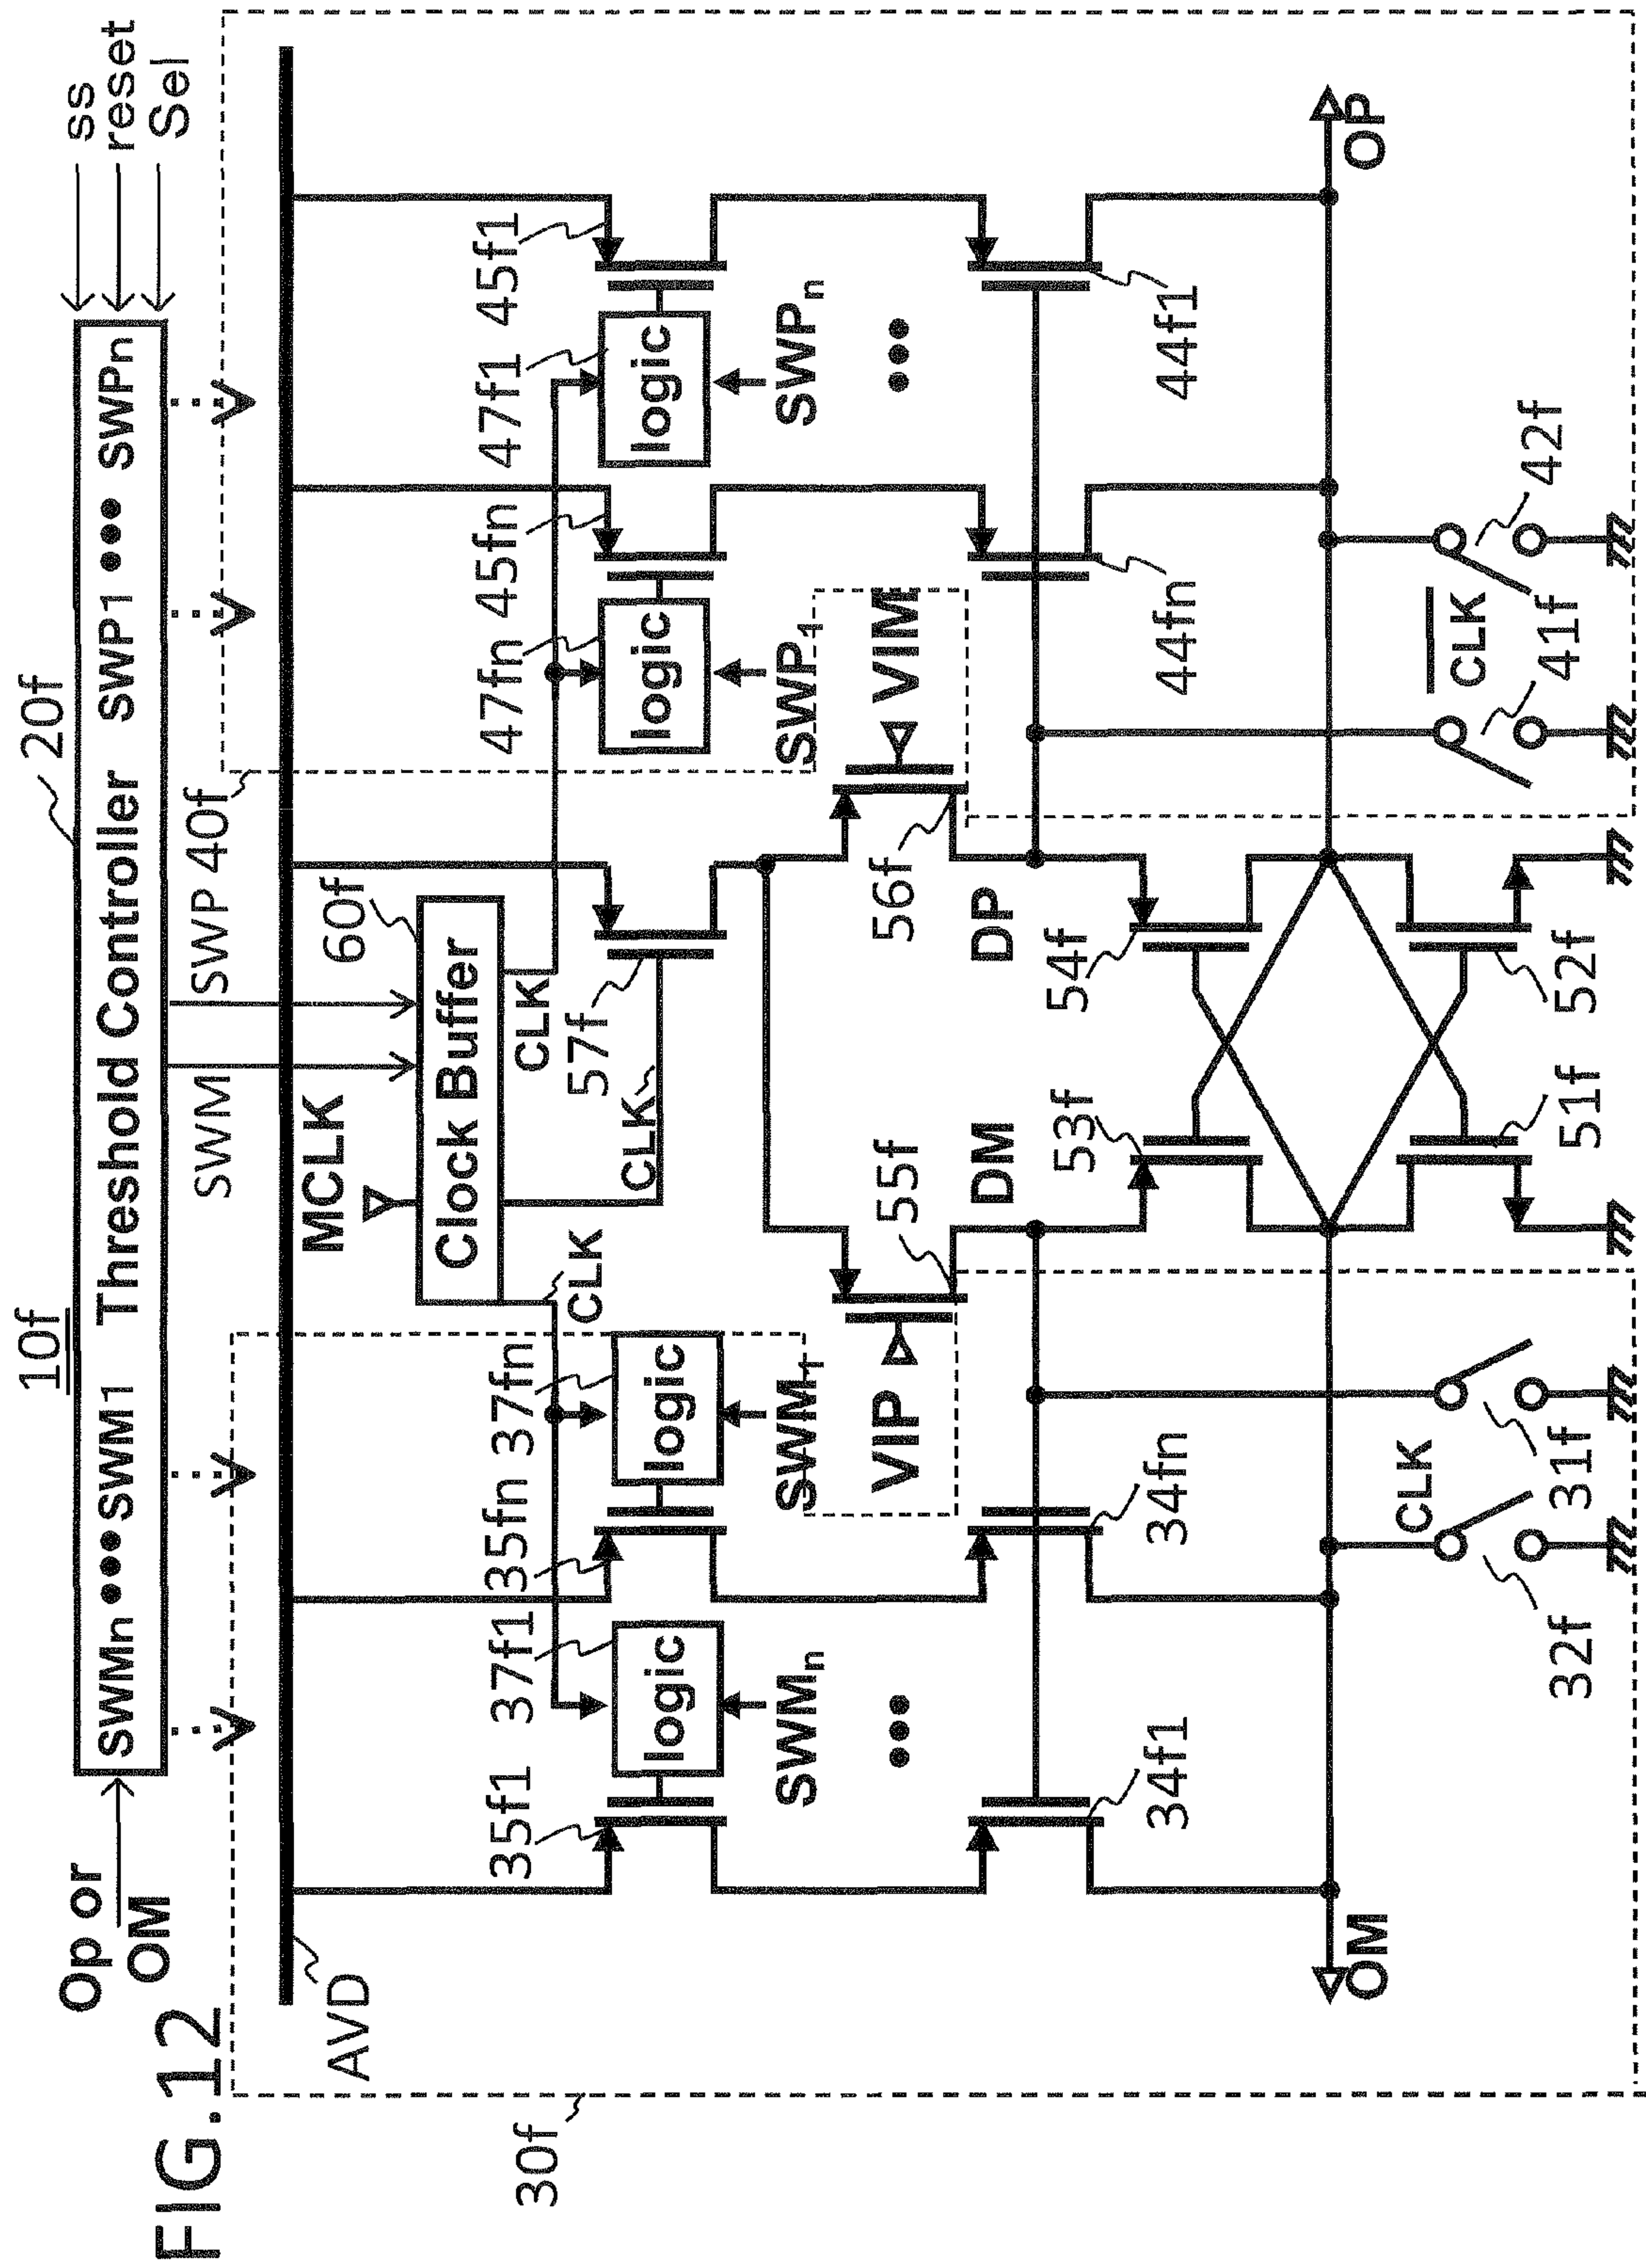 FIG.12
10f
20f
Op or
OM
SWMn ••• SWM1 Threshold Controller SWP1 ••• SWPn
ss
reset
Sel
SWM
SWP
40f
30f
AVD
MCLK
60f
Clock Buffer
CLK
CLK
CLK
57f
35f1
37f1
35fn
37fn
47fn
45fn
47f1
45f1
logic
logic
logic
logic
SWMn
SWM1
SWP1
SWPn
•••
•••
VIP
55f
56f
VIM
DM
DP
34f1
34fn
53f
54f
44fn
44f1
OM
OP
CLK
CLK
32f
31f
51f
52f
41f
42f